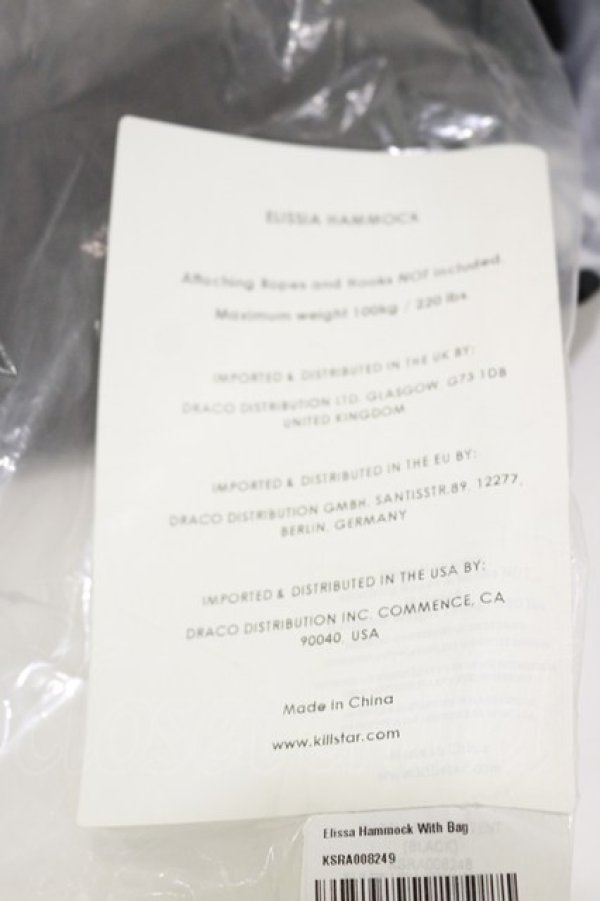 ELISSIA HAMMOCK
Attaching Ropes and Hooks NOT included.
Maximum weight 100kg / 220 lbs
IMPORTED & DISTRIBUTED IN THE UK BY:
DRACO DISTRIBUTION LTD. GLASGOW G73 1DB
UNITED KINGDOM
IMPORTED & DISTRIBUTED IN THE EU BY:
DRACO DISTRIBUTION GMBH. SANTISSTR.89. 12277,
BERLIN, GERMANY
IMPORTED & DISTRIBUTED IN THE USA BY:
DRACO DISTRIBUTION INC. COMMENCE, CA
90040, USA
Made in China
www.killstar.com
Elissa Hammock With Bag
KSRA008249
(BLACK)